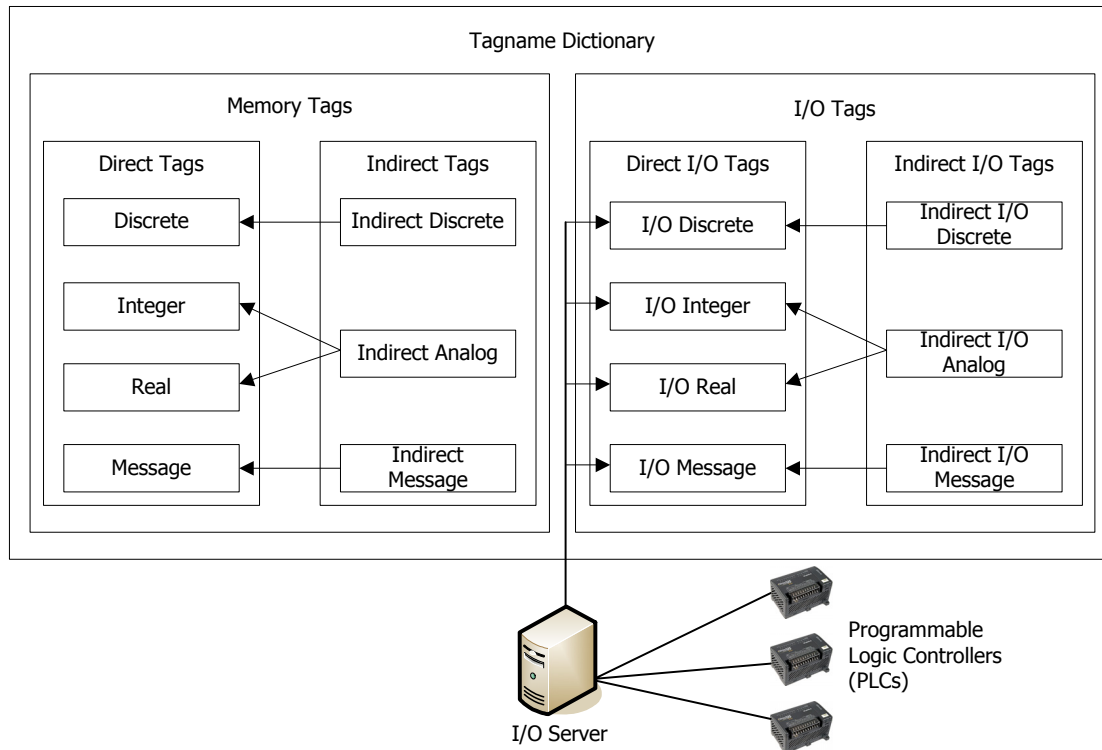 Tagname Dictionary
Memory Tags
Direct Tags
Discrete
Integer
Real
Message
Indirect Tags
Indirect Discrete
Indirect Analog
Indirect
Message
I/O Tags
Direct I/O Tags
I/O Discrete
I/O Integer
I/O Real
I/O Message
Indirect I/O Tags
Indirect I/O
Discrete
Indirect I/O
Analog
Indirect I/O
Message
I/O Server
Programmable
Logic Controllers
(PLCs)